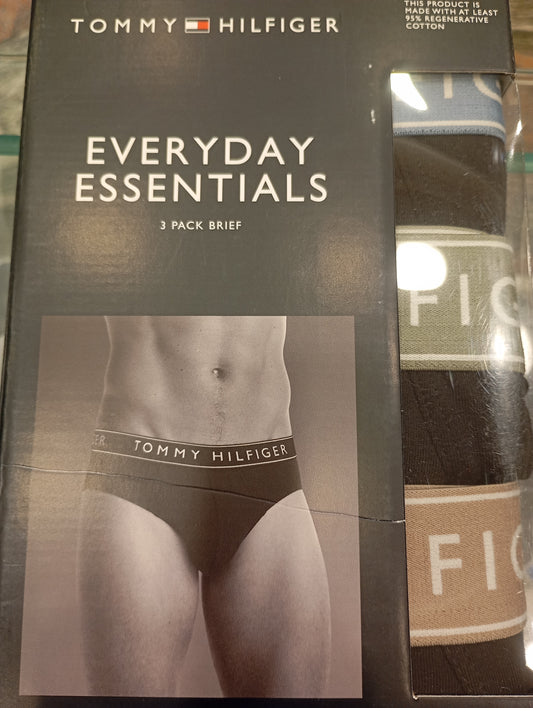 TOMMY HILFIGER
THIS PRODUCT IS
MADE WITH AT LEAST
95% REGENERATIVE
COTTON
EVERYDAY
ESSENTIALS
3 PACK BRIEF
FIG
FIG
ER
TOMMY HILFIGER